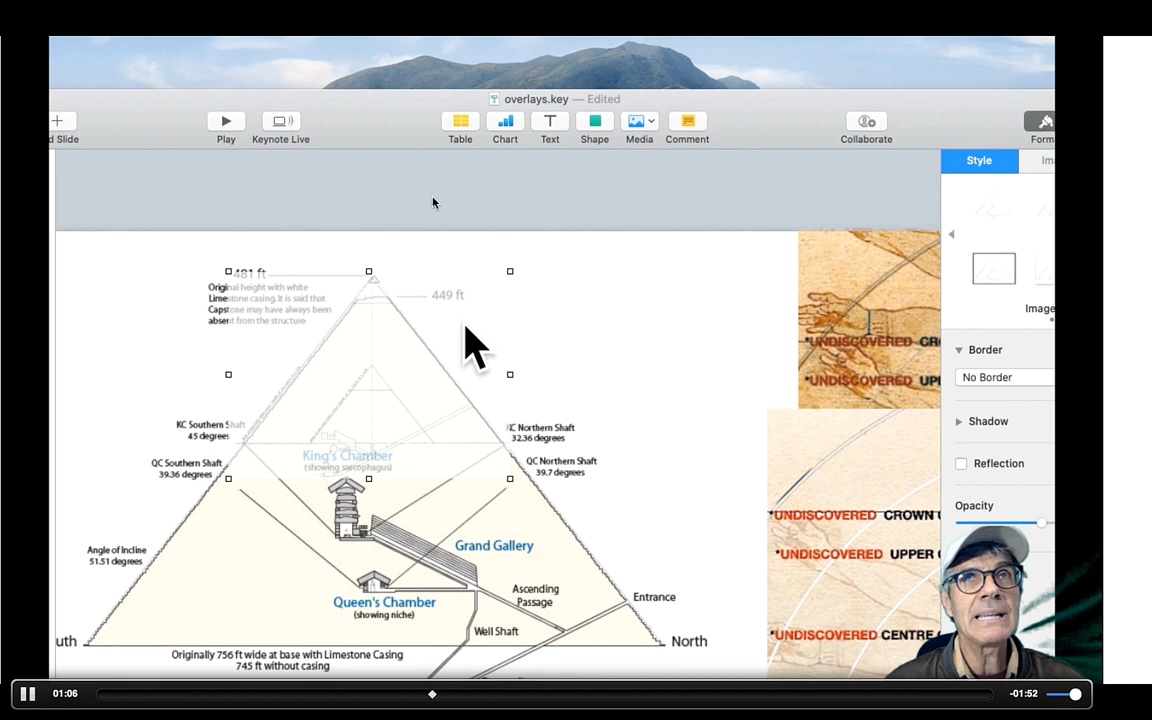 overlays.key — Edited
d Slide
Play
Keynote Live
Table
Chart
Text
Shape
Media
Comment
Collaborate
Form
Style
Im
481 ft
Original height with white
Limestone casing. It is said that
Capstone may have always been
absent from the structure
449 ft
KC Southern Shaft
45 degrees
KC Northern Shaft
32.36 degrees
QC Southern Shaft
39.36 degrees
QC Northern Shaft
39.7 degrees
King's Chamber
(showing sarcophagus)
Grand Gallery
Angle of Incline
51.51 degrees
Queen's Chamber
(showing niche)
Ascending
Passage
Entrance
Well Shaft
uth
North
Originally 756 ft wide at base with Limestone Casing
745 ft without casing
*UNDISCOVERED CR
*UNDISCOVERED UP
*UNDISCOVERED CROWN
*UNDISCOVERED UPPER
*UNDISCOVERED CENTRE
Image
Border
No Border
Shadow
Reflection
Opacity
01:06
-01:52